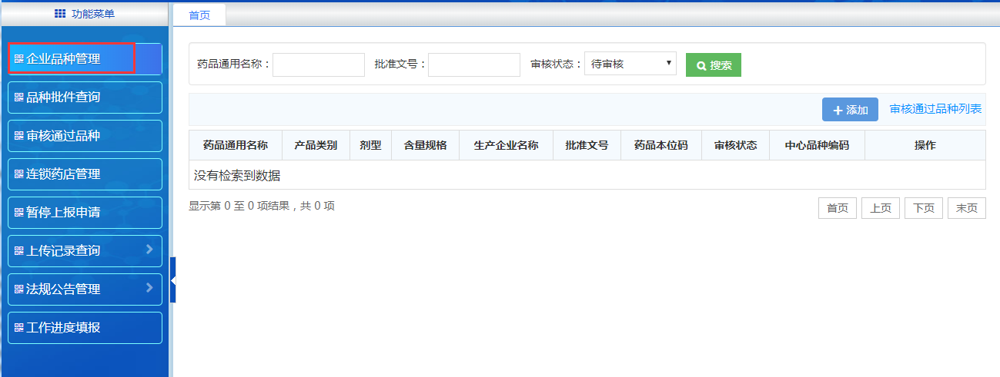 功能菜单
首页
企业品种管理
品种批件查询
审核通过品种
连锁药店管理
暂停上报申请
上传记录查询
法规公告管理
工作进度填报
药品通用名称： 批准文号： 审核状态： 待审核 搜索
添加 审核通过品种列表
药品通用名称 产品类别 剂型 含量规格 生产企业名称 批准文号 药品本位码 审核状态 中心品种编码 操作
没有检索到数据
显示第 0 至 0 项结果，共 0 项 首页 上页 下页 末页